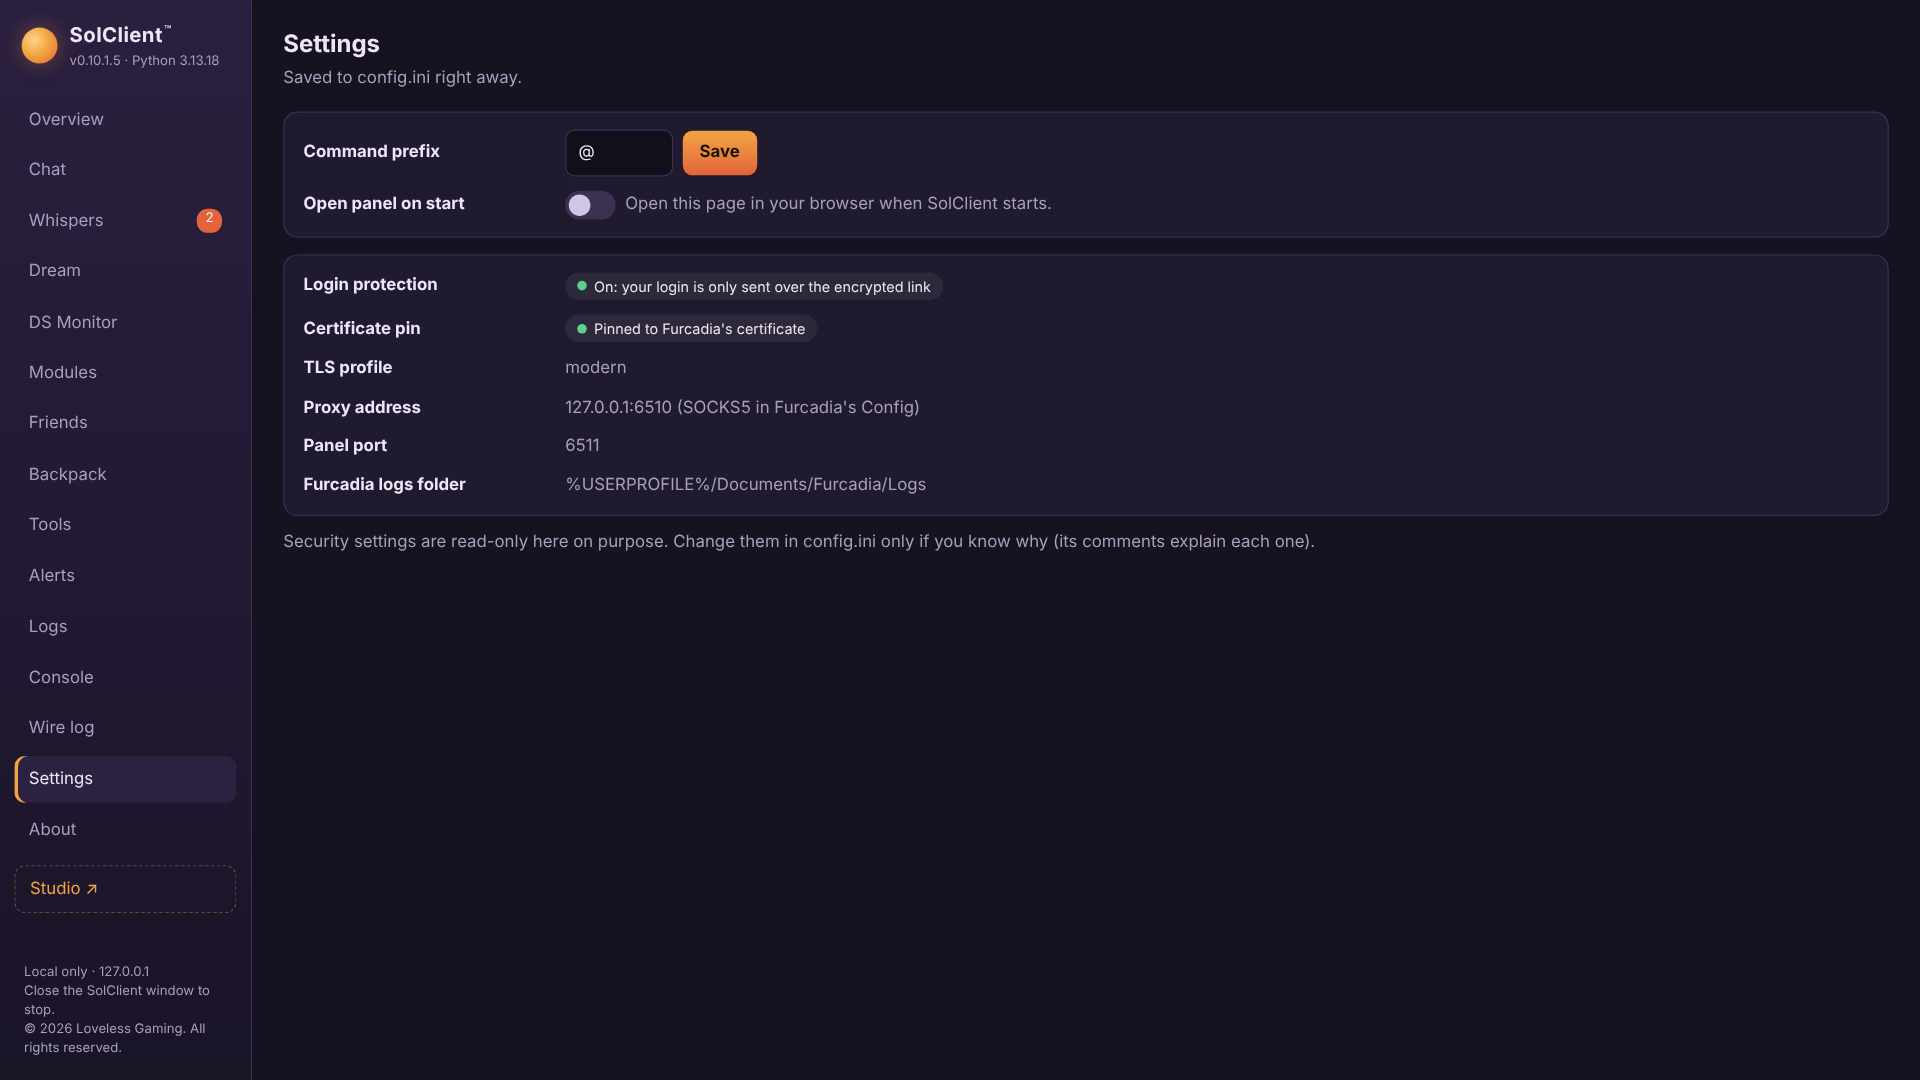 SolClient™
v0.10.1.5 · Python 3.13.18
Overview
Chat
Whispers 2
Dream
DS Monitor
Modules
Friends
Backpack
Tools
Alerts
Logs
Console
Wire log
Settings
About
Studio ↗
Local only · 127.0.0.1
Close the SolClient window to
stop.
© 2026 Loveless Gaming. All
rights reserved.
Settings
Saved to config.ini right away.
Command prefix @ Save
Open panel on start Open this page in your browser when SolClient starts.
Login protection On: your login is only sent over the encrypted link
Certificate pin Pinned to Furcadia's certificate
TLS profile modern
Proxy address 127.0.0.1:6510 (SOCKS5 in Furcadia's Config)
Panel port 6511
Furcadia logs folder %USERPROFILE%/Documents/Furcadia/Logs
Security settings are read-only here on purpose. Change them in config.ini only if you know why (its comments explain each one).